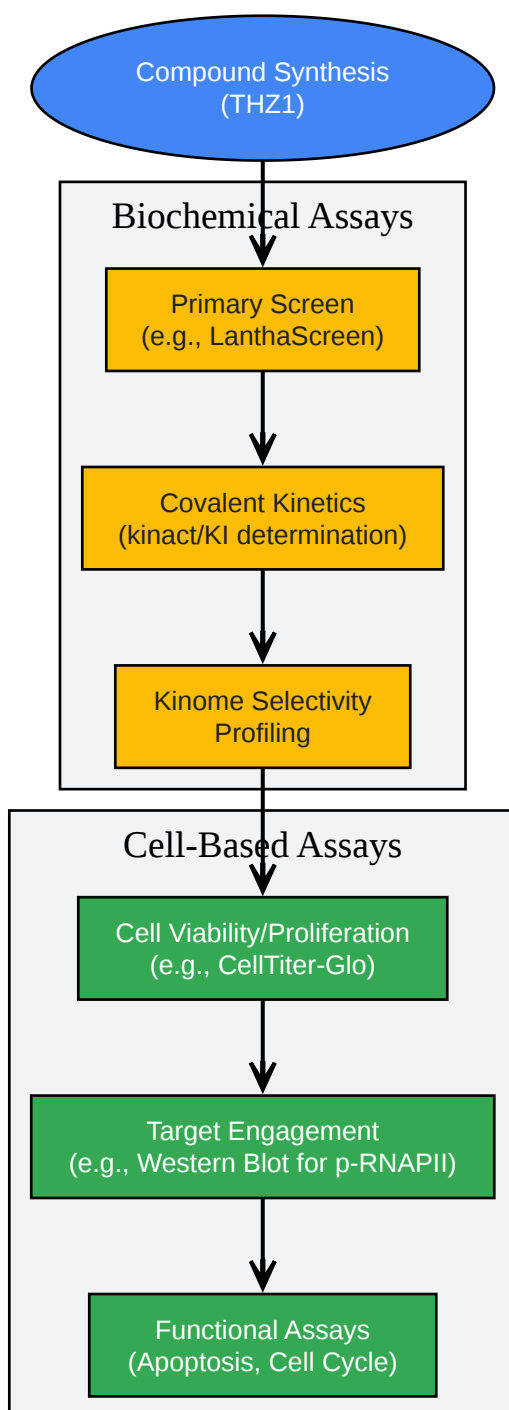 Compound Synthesis
(THZ1)
Biochemical Assays
Primary Screen
(e.g., LanthaScreen)
Covalent Kinetics
(kinact/KI determination)
Kinome Selectivity
Profiling
Cell-Based Assays
Cell Viability/Proliferation
(e.g., CellTiter-Glo)
Target Engagement
(e.g., Western Blot for p-RNAPII)
Functional Assays
(Apoptosis, Cell Cycle)